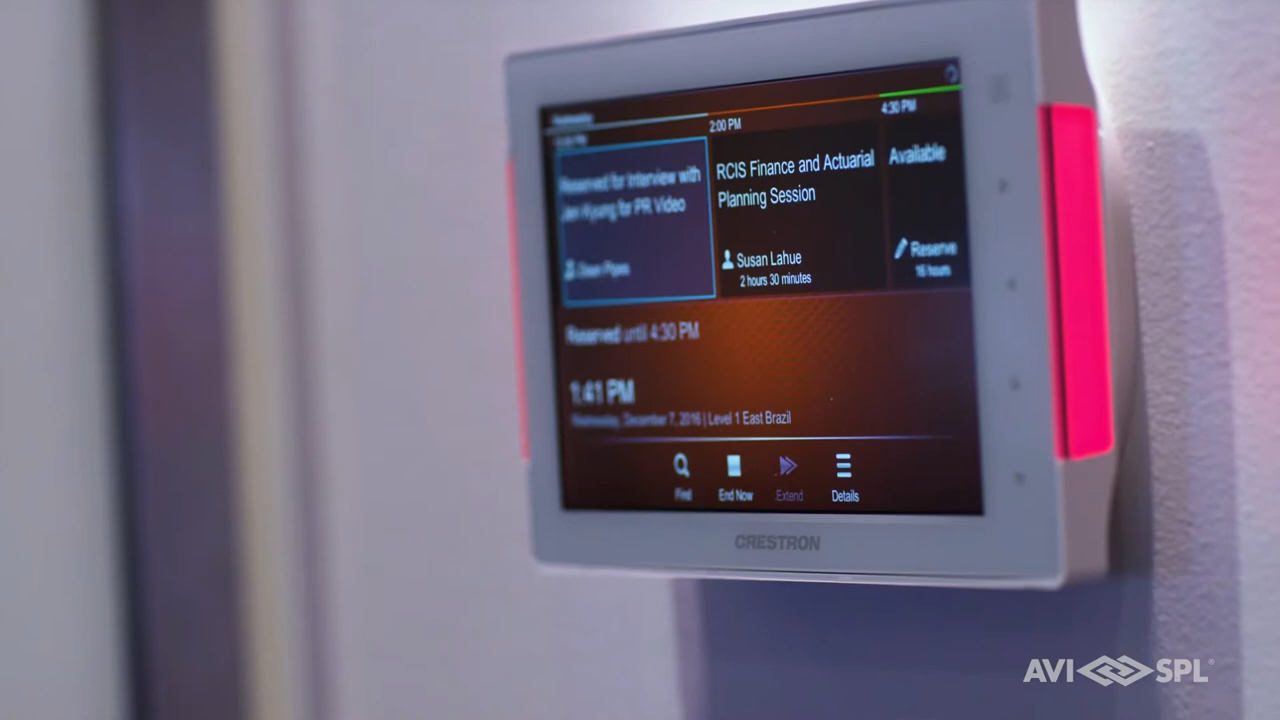 2:00 PM
4:30 PM
Reserved for Interview with
Jen Kyung for PR Video
RCIS Finance and Actuarial
Planning Session
Available
Susan Lahue
2 hours 30 minutes
Reserve
16 hours
Reserved until 4:30 PM
1:41 PM
Wednesday, December 7, 2016 | Level 1 East Brazil
Find
End Now
Extend
Details
CRESTRON
AVI SPL